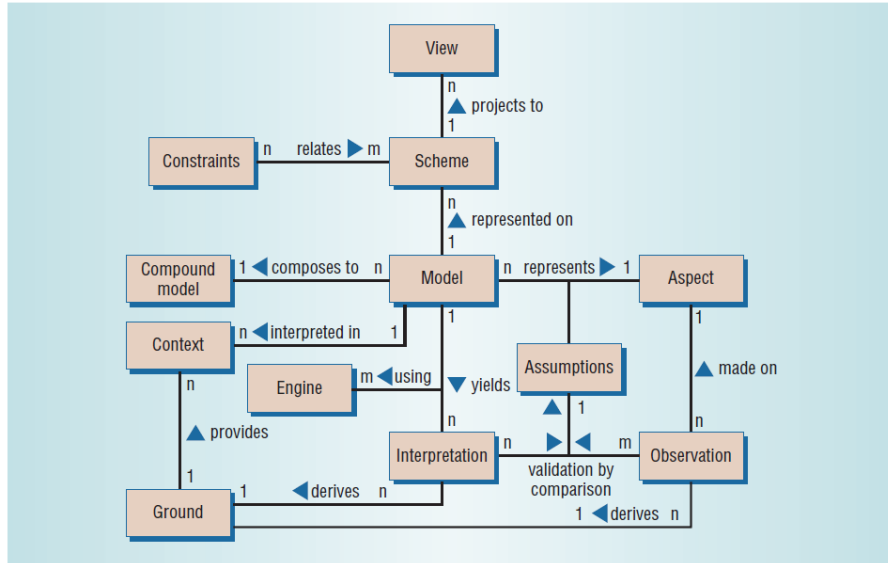 View
n
projects to
1
Constraints
n relates m
Scheme
n
represented on
1
Compound
model
1 composes to n
Model
n represents 1
Aspect
Context
n interpreted in 1
1
1
Engine
m using
yields
Assumptions
made on
n
1
provides
n
n
Interpretation
n
m
Observation
validation by
comparison
1
Ground
1 derives n
1 derives n